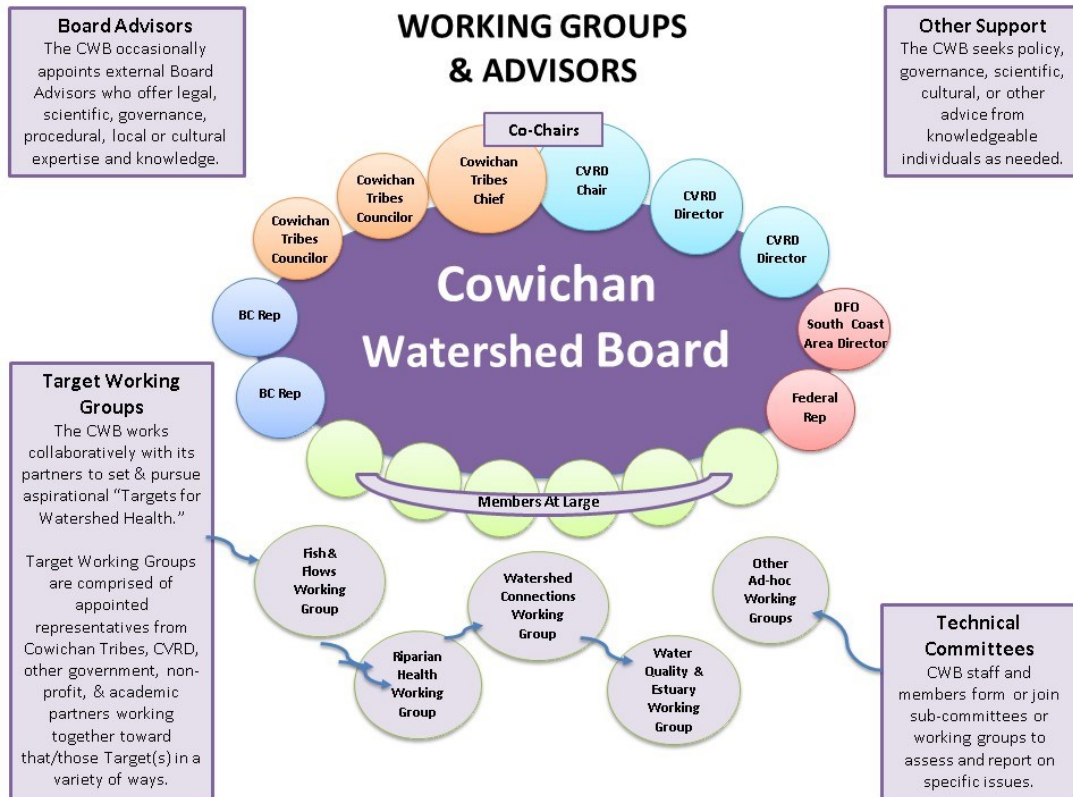 WORKING GROUPS
& ADVISORS
Board Advisors
The CWB occasionally
appoints external Board
Advisors who offer legal,
scientific, governance,
procedural, local or cultural
expertise and knowledge.
Other Support
The CWB seeks policy,
governance, scientific,
cultural, or other
advice from
knowledgeable
individuals as needed.
Co-Chairs
Cowichan
Tribes
Chief
CVRD
Chair
Cowichan
Tribes
Councilor
CVRD
Director
Cowichan
Tribes
Councilor
CVRD
Director
BC Rep
DFO
South Coast
Area Director
BC Rep
Federal
Rep
Cowichan
Watershed Board
Members At Large
Target Working
Groups
The CWB works
collaboratively with its
partners to set & pursue
aspirational “Targets for
Watershed Health.”
Target Working Groups
are comprised of
appointed
representatives from
Cowichan Tribes, CVRD,
other government, non-
profit, & academic
partners working
together toward
that/those Target(s) in a
variety of ways.
Fish &
Flows
Working
Group
Riparian
Health
Working
Group
Watershed
Connections
Working
Group
Water
Quality &
Estuary
Working
Group
Other
Ad-hoc
Working
Groups
Technical
Committees
CWB staff and
members form or join
sub-committees or
working groups to
assess and report on
specific issues.